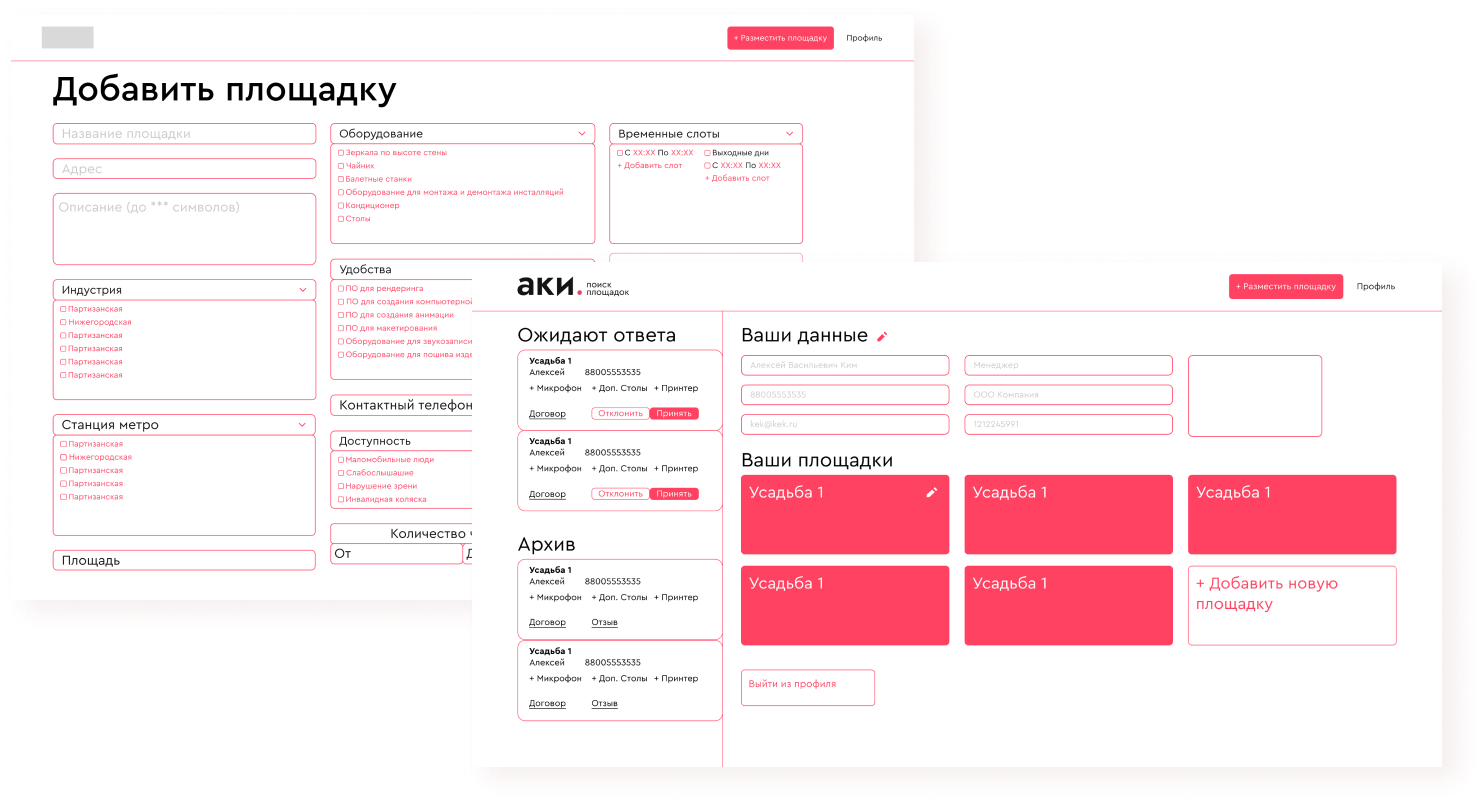 + Разместить площадку
Профиль
Добавить площадку
Название площадки
Адрес
Описание (до *** символов)
Индустрия
Партизанская
Нижегородская
Партизанская
Партизанская
Партизанская
Партизанская
Станция метро
Партизанская
Нижегородская
Партизанская
Партизанская
Партизанская
Площадь
Оборудование
Зеркала по высоте стены
Чайник
Балетные станки
Оборудование для монтажа и демонтажа инсталляций
Кондиционер
Столы
Удобства
ПО для рендеринга
ПО для создания компьютерной
ПО для создания анимации
ПО для макетирования
Оборудование для звукозаписи
Оборудование для пошива изде
Контактный телефон
Доступность
Маломобильные люди
Слабослышашие
Нарушение зрени
Инвалидная коляска
Количество
От
Временные слоты
С XX:XX По XX:XX
+ Добавить слот
Выходные дни
С XX:XX По XX:XX
+ Добавить слот
аки.
поиск
площадок
+ Разместить площадку
Профиль
Ожидают ответа
Усадьба 1
Алексей 88005553535
+ Микрофон + Доп. Столы + Принтер
Договор Отклонить Принять
Усадьба 1
Алексей 88005553535
+ Микрофон + Доп. Столы + Принтер
Договор Отклонить Принять
Архив
Усадьба 1
Алексей 88005553535
+ Микрофон + Доп. Столы + Принтер
Договор Отзыв
Усадьба 1
Алексей 88005553535
+ Микрофон + Доп. Столы + Принтер
Договор Отзыв
Ваши данные
Алексей Васильевич Ким
Менеджер
88005553535
ООО Компания
kek@kek.ru
1212245991
Ваши площадки
Усадьба 1
Усадьба 1
Усадьба 1
Усадьба 1
Усадьба 1
+ Добавить новую
площадку
Выйти из профиля